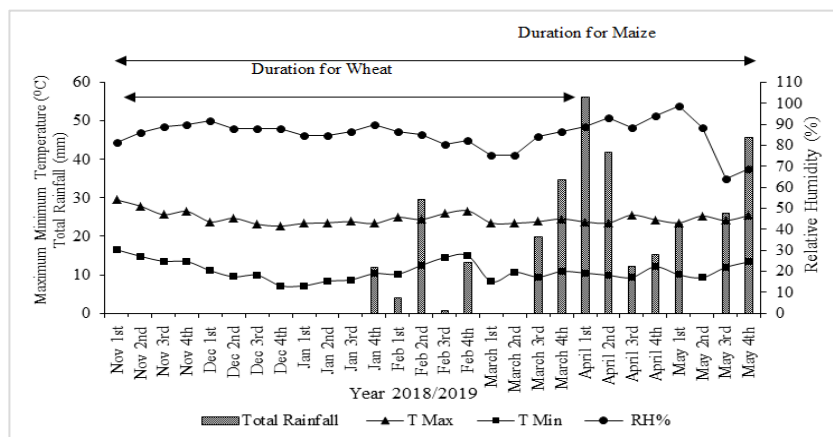 Duration for Maize
Duration for Wheat
Maximum Minimum Temperature (⁰C)
Total Rainfall (mm)
60
50
40
30
20
10
0
110
100
90
80
70
60
50
40
30
20
10
0
Relative Humidity (%)
Nov 1st
Nov 2nd
Nov 3rd
Nov 4th
Dec 1st
Dec 2nd
Dec 3rd
Dec 4th
Jan 1st
Jan 2nd
Jan 3rd
Jan 4th
Feb 1st
Feb 2nd
Feb 3rd
Feb 4th
March 1st
March 2nd
March 3rd
March 4th
April 1st
April 2nd
April 3rd
April 4th
May 1st
May 2nd
May 3rd
May 4th
Year 2018/2019
Total Rainfall
T Max
T Min
RH%